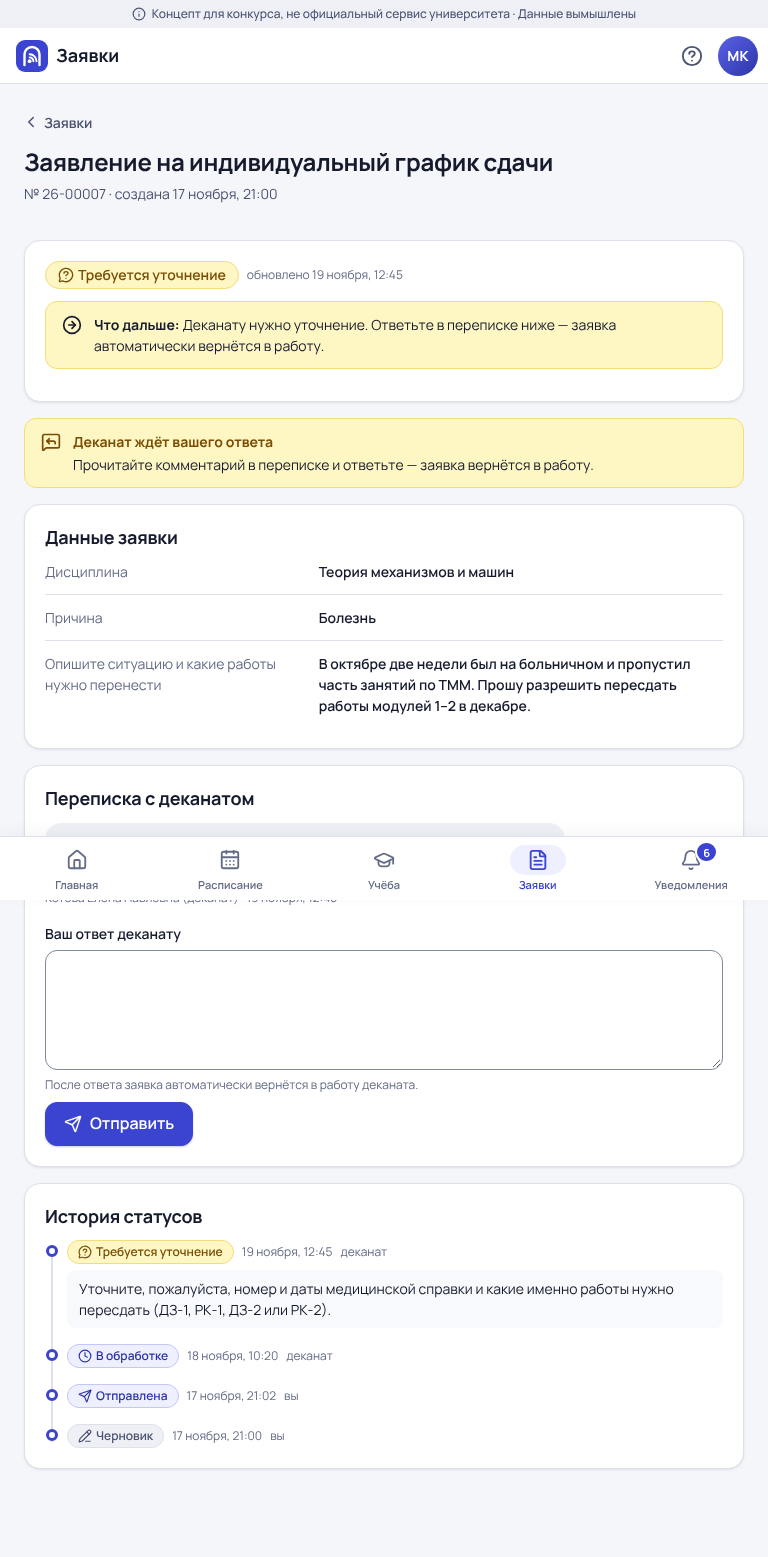 Концепт для конкурса, не официальный сервис университета · Данные вымышлены
Заявки
МК
Заявки
Заявление на индивидуальный график сдачи
№ 26-00007 · создана 17 ноября, 21:00
Требуется уточнение
обновлено 19 ноября, 12:45
Что дальше: Деканату нужно уточнение. Ответьте в переписке ниже — заявка
автоматически вернётся в работу.
Деканат ждёт вашего ответа
Прочитайте комментарий в переписке и ответьте — заявка вернётся в работу.
Данные заявки
Дисциплина
Теория механизмов и машин
Причина
Болезнь
Опишите ситуацию и какие работы
нужно перенести
В октябре две недели был на больничном и пропустил
часть занятий по ТММ. Прошу разрешить пересдать
работы модулей 1–2 в декабре.
Переписка с деканатом
6
Главная
Расписание
Учёба
Заявки
Уведомления
Ваш ответ деканату
После ответа заявка автоматически вернётся в работу деканата.
Отправить
История статусов
Требуется уточнение
19 ноября, 12:45 деканат
Уточните, пожалуйста, номер и даты медицинской справки и какие именно работы нужно
пересдать (ДЗ-1, РК-1, ДЗ-2 или РК-2).
В обработке
18 ноября, 10:20 деканат
Отправлена
17 ноября, 21:02 вы
Черновик
17 ноября, 21:00 вы